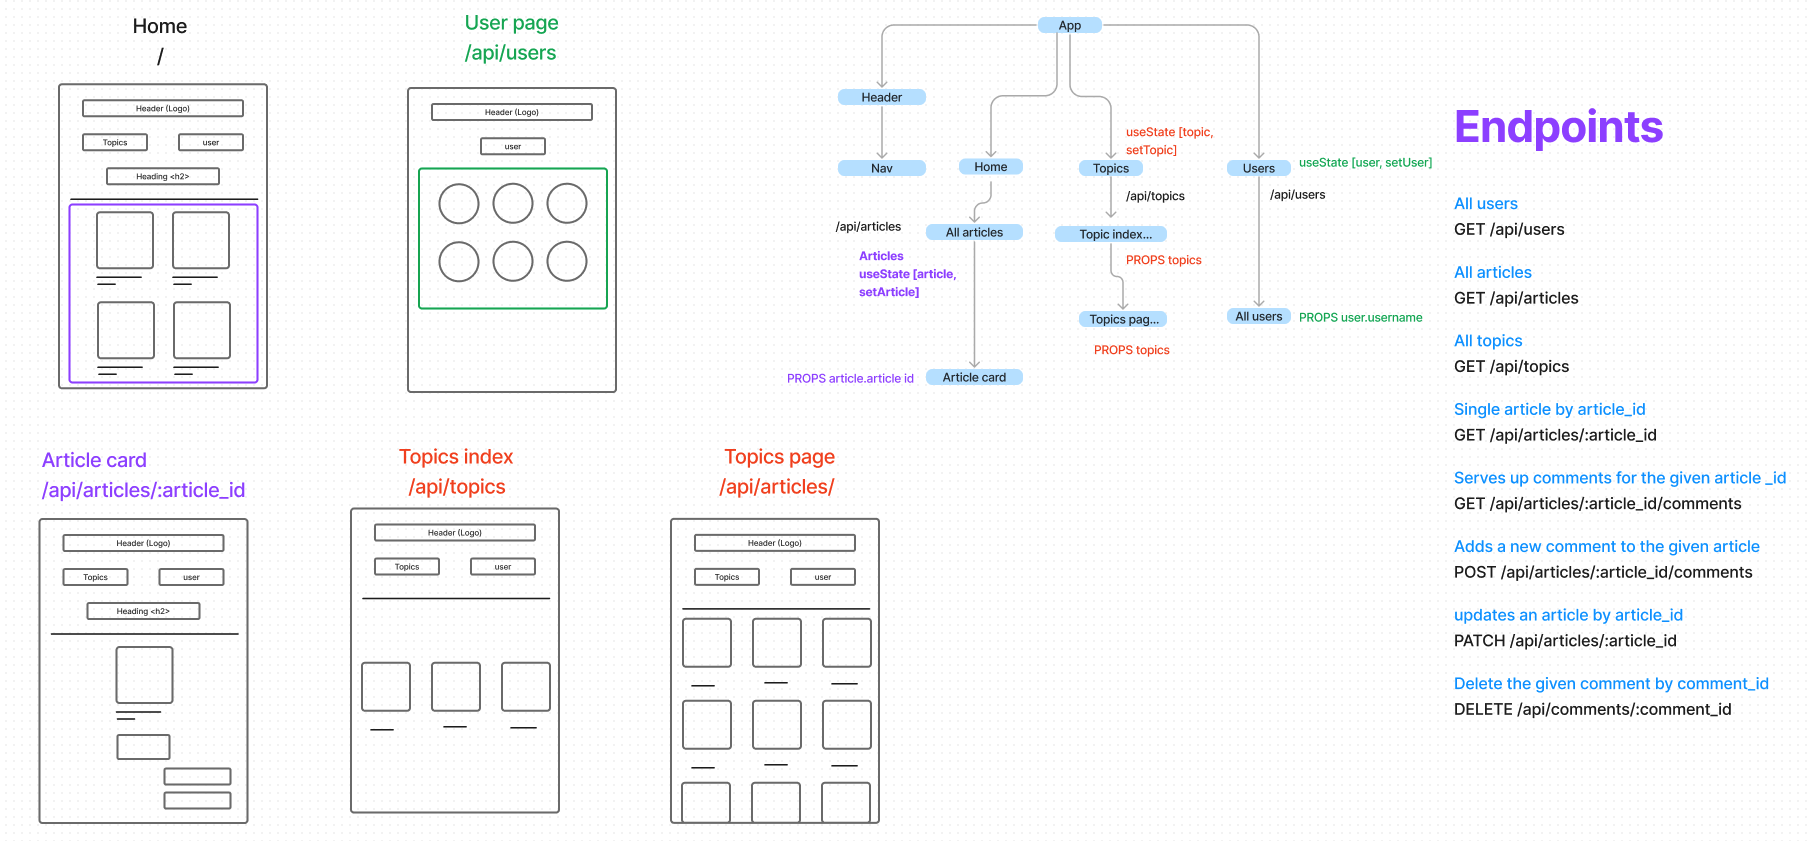 Home
/
Header (Logo)
Topics
user
Heading <h2>
User page
/api/users
Header (Logo)
user
App
Header
Nav
Home
useState [topic,
setTopic]
Topics
Users
useState [user, setUser]
/api/topics
/api/users
/api/articles
All articles
Topic index...
Articles
useState [article,
setArticle]
PROPS topics
Topics pag...
All users
PROPS user.username
PROPS topics
PROPS article.article id
Article card
Article card
/api/articles/:article_id
Header (Logo)
Topics
user
Heading <h2>
Topics index
/api/topics
Header (Logo)
Topics
user
Topics page
/api/articles/
Header (Logo)
Topics
user
Endpoints
All users
GET /api/users
All articles
GET /api/articles
All topics
GET /api/topics
Single article by article_id
GET /api/articles/:article_id
Serves up comments for the given article _id
GET /api/articles/:article_id/comments
Adds a new comment to the given article
POST /api/articles/:article_id/comments
updates an article by article_id
PATCH /api/articles/:article_id
Delete the given comment by comment_id
DELETE /api/comments/:comment_id